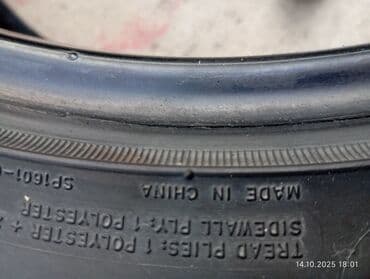 TREAD PLIES: 1 POLYESTER +
SIDEWALL PLY: 1 POLYESTER
MADE IN CHINA
SP1601-
14.10.2025 18:01